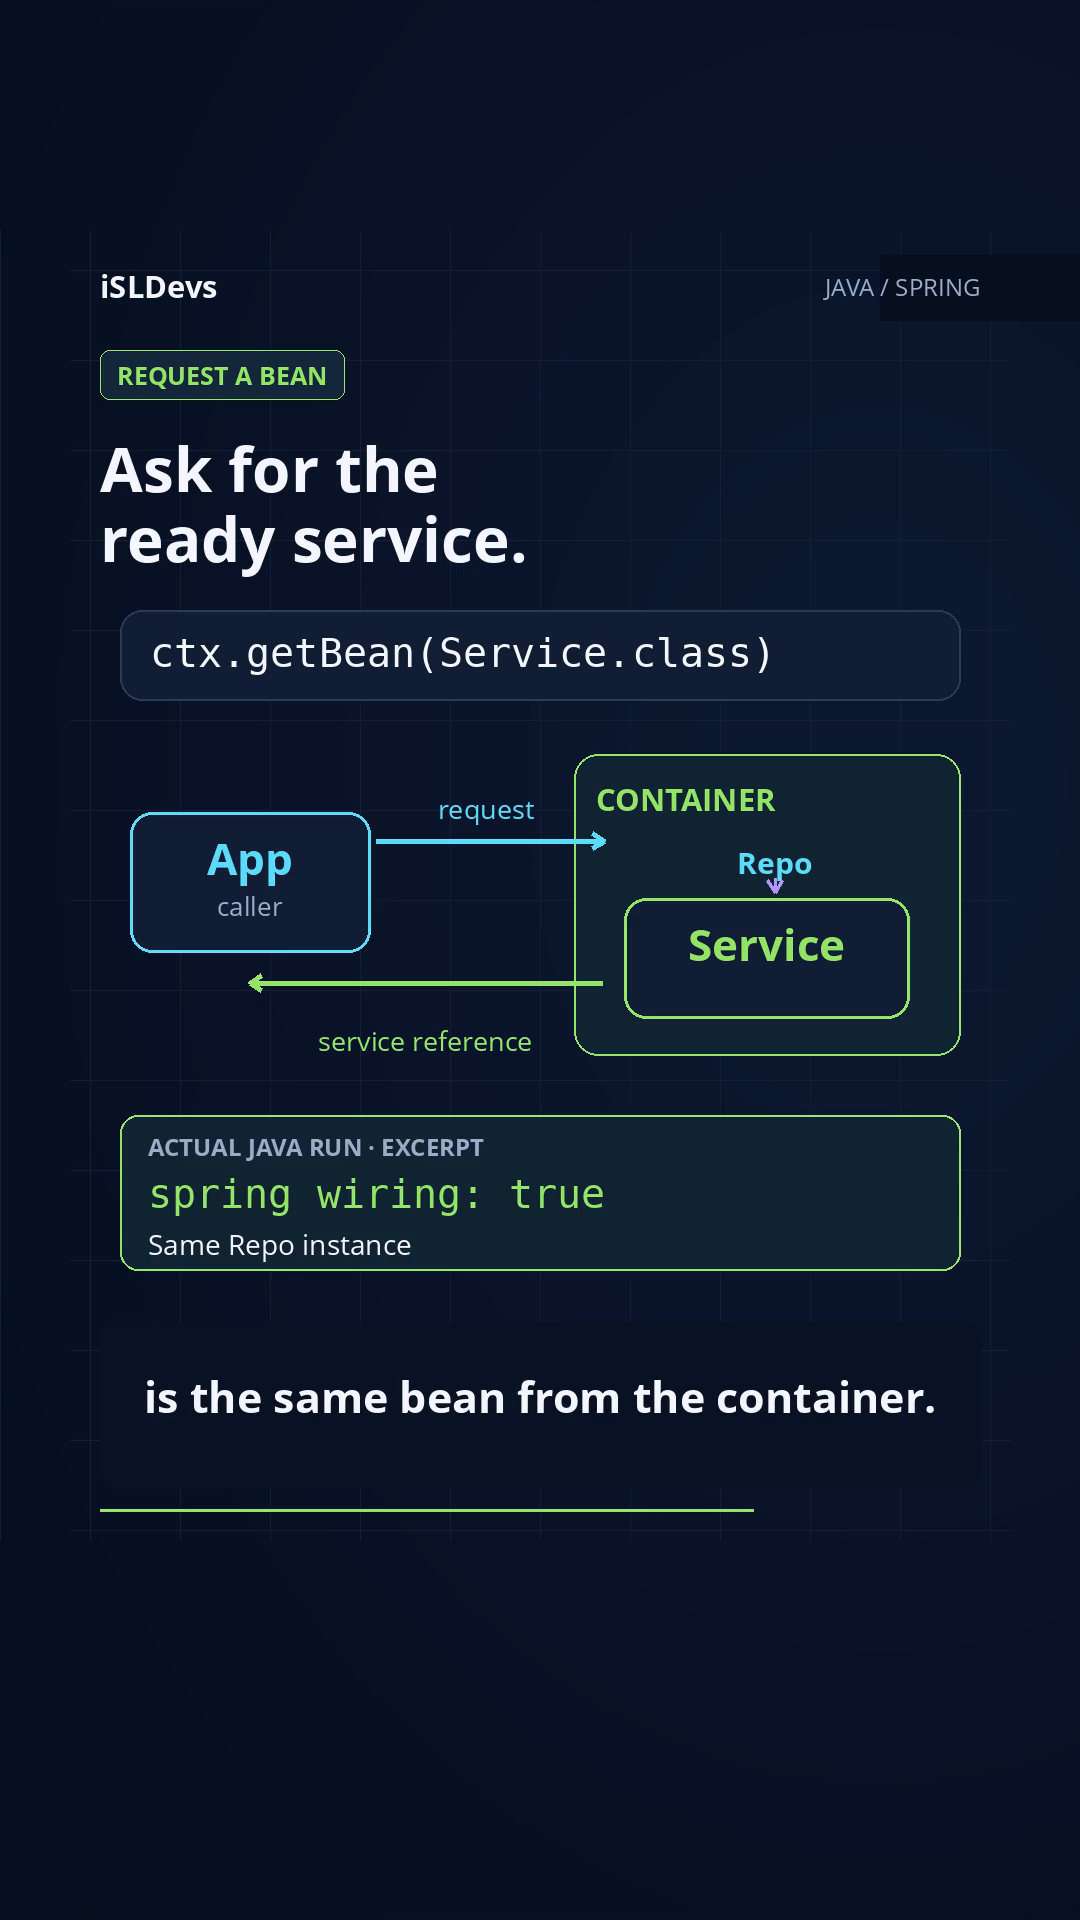 iSLDevs
JAVA / SPRING
REQUEST A BEAN
Ask for the
ready service.
ctx.getBean(Service.class)
CONTAINER
request
Repo
App
caller
Service
service reference
ACTUAL JAVA RUN · EXCERPT
spring wiring: true
Same Repo instance
is the same bean from the container.